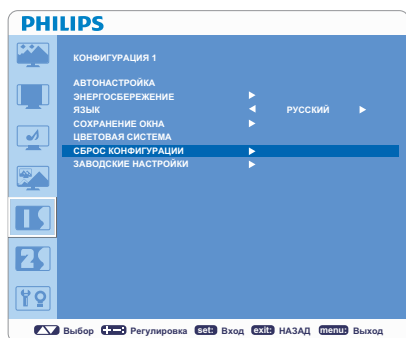 PHILIPS
КОНФИГУРАЦИЯ 1
АВТОНАСТРОЙКА
ЭНЕРГОСБЕРЕЖЕНИЕ
ЯЗЫК РУССКИЙ
СОХРАНЕНИЕ ОКНА
ЦВЕТОВАЯ СИСТЕМА
СБРОС КОНФИГУРАЦИИ
ЗАВОДСКИЕ НАСТРОЙКИ
Выбор Регулировка set: Вход exit: НАЗАД menu: Выход